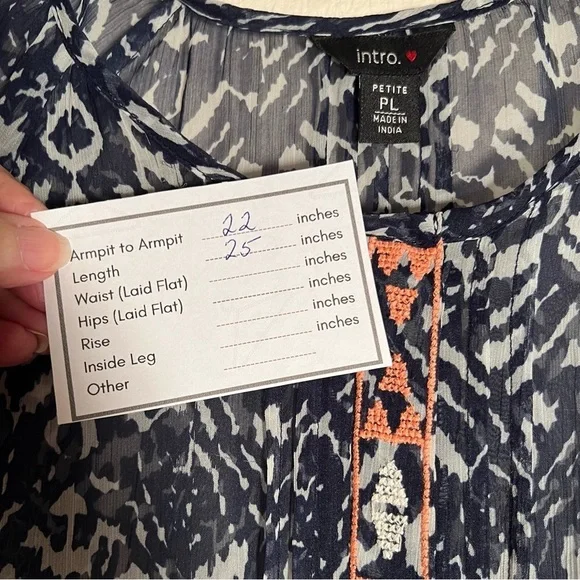 intro.
PETITE
PL
MADE IN
INDIA
Armpit to Armpit 22 inches
Length 25 inches
Waist (Laid Flat) inches
Hips (Laid Flat) inches
Rise inches
Inside Leg inches
Other